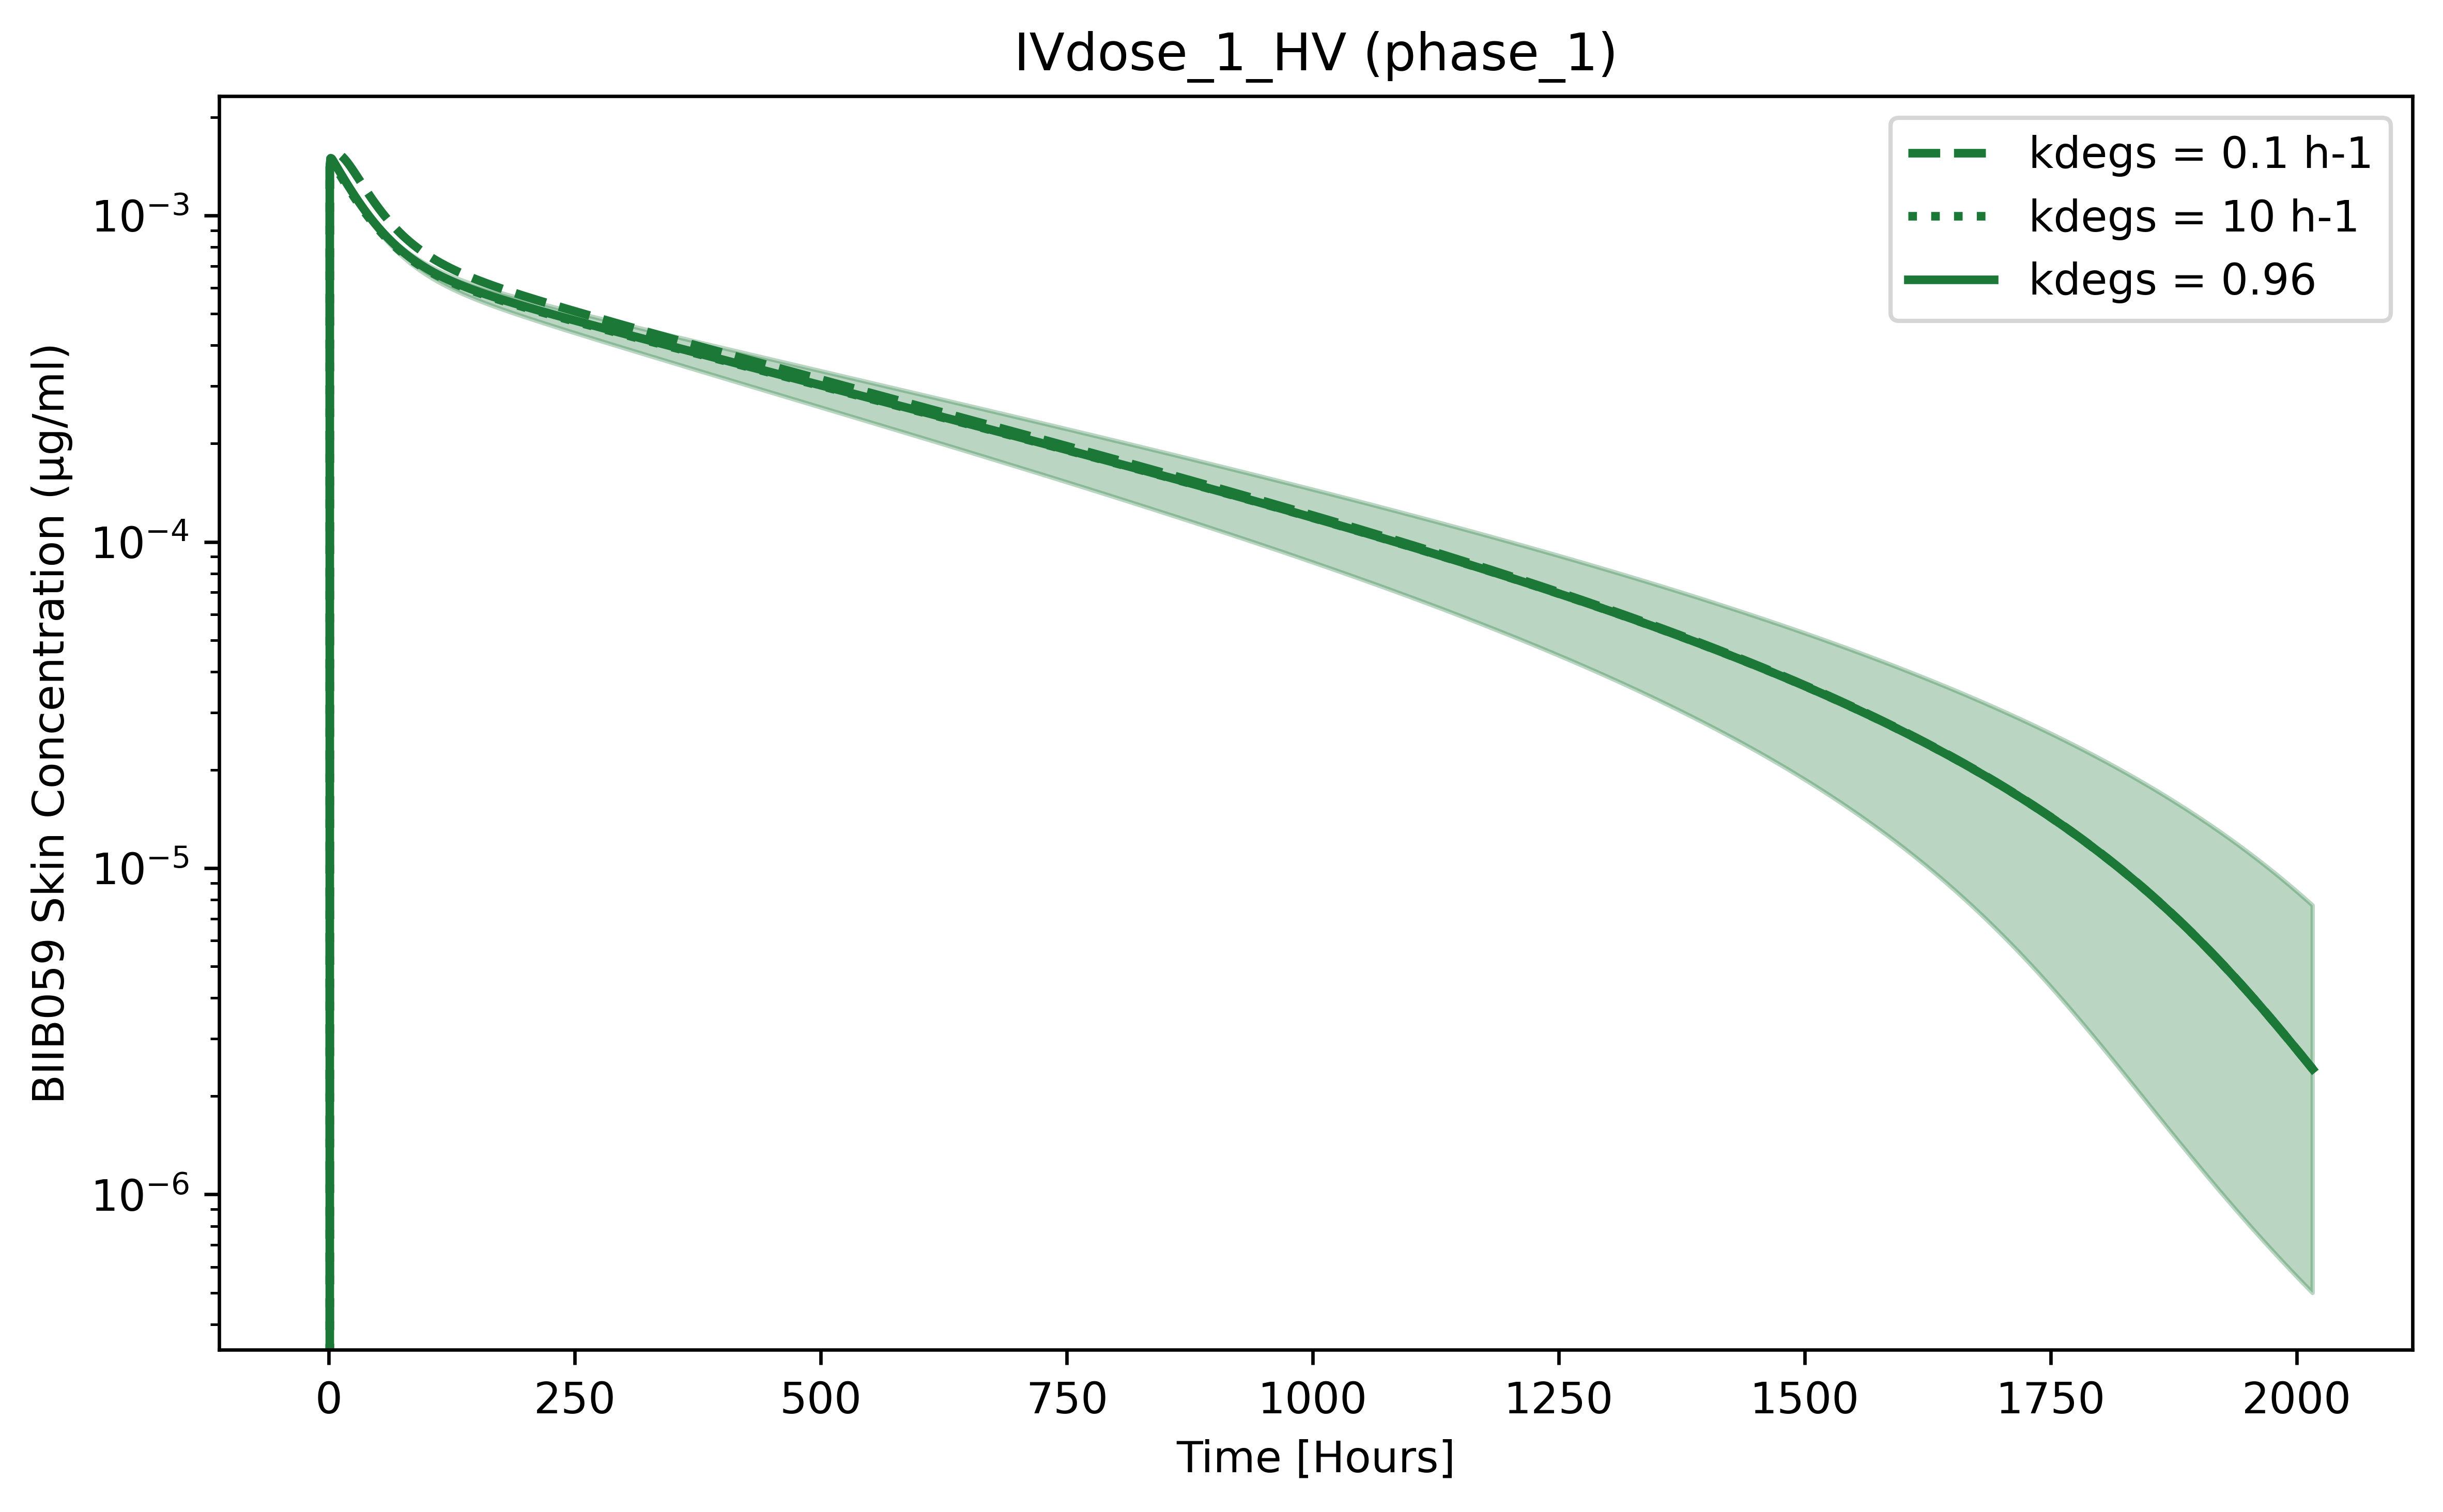 IVdose_1_HV (phase_1)
kdegs = 0.1 h-1
kdegs = 10 h-1
kdegs = 0.96
BIIB059 Skin Concentration (µg/ml)
10⁻³
10⁻⁴
10⁻⁵
10⁻⁶
0 250 500 750 1000 1250 1500 1750 2000
Time [Hours]